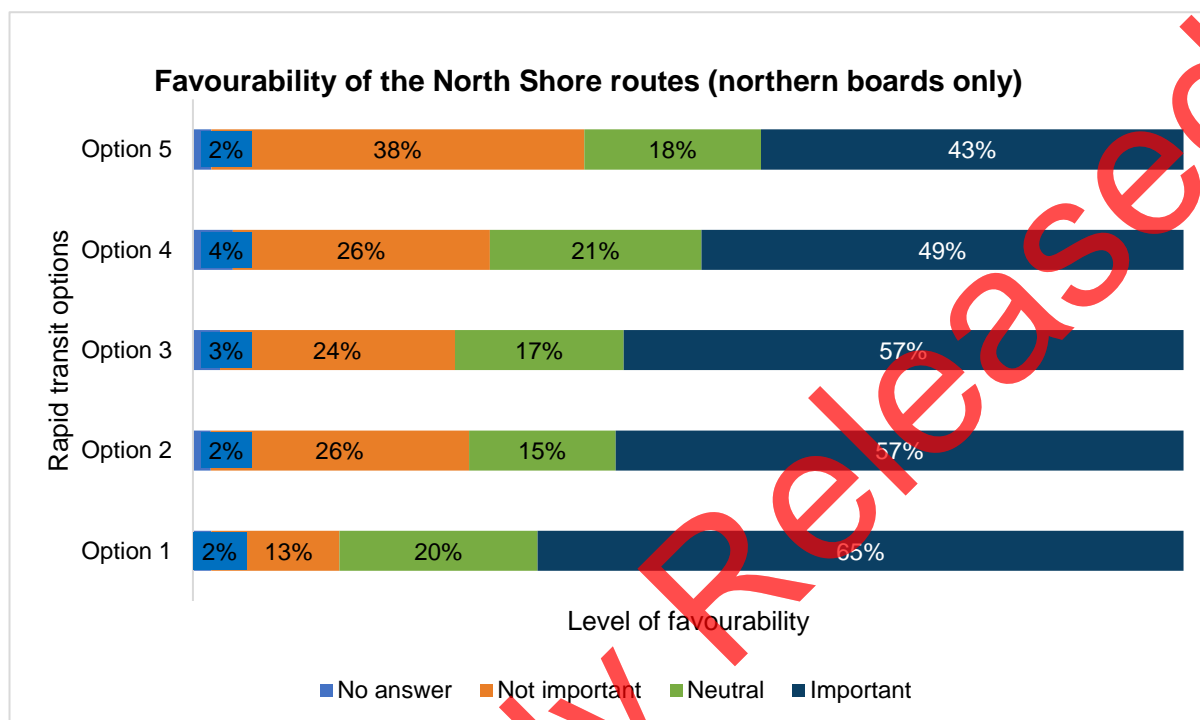 Favourability of the North Shore routes (northern boards only)
Rapid transit options
Option 5 2% 38% 18% 43%
Option 4 4% 26% 21% 49%
Option 3 3% 24% 17% 57%
Option 2 2% 26% 15% 57%
Option 1 2% 13% 20% 65%
Level of favourability
No answer Not important Neutral Important
Released